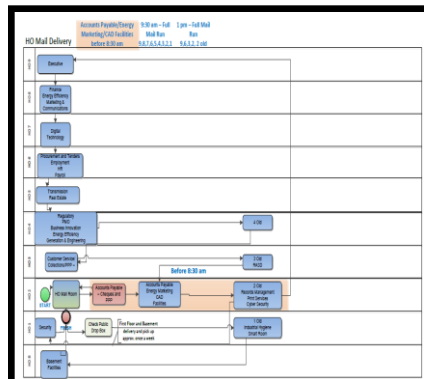 Accounts Payable/Energy
Marketing/CAD Facilities
before 8:30 am
9:30 am – Full
Mail Run
9,8,7,6,5,4,3,2,1
1 pm – Full Mail
Run
9,6,3,2, 2 old
HO Mail Delivery
Executive
Finance
Energy Efficiency
Marketing &
Communications
Digital
Technology
Procurement and Tenders
Employment
HR
Payroll
Transmission
Real Estate
Regulatory
PMO
Business Innovation
Energy Efficiency
Generation & Engineering
4 Old
Customer Services
Collections
3 Old
Before 8:30 am
START
HO Mail Room
Accounts Payable
– Cheques and
Accounts Payable
Energy Marketing
CAD
Facilities
2 Old
Records Management
Print Services
Cyber Security
Security
FINISH
Check Public
Drop Box
First Floor and Basement
delivery and pick up
approx. once a week
1 Old
Industrial Hygiene
Smart Room
Basement
Facilities